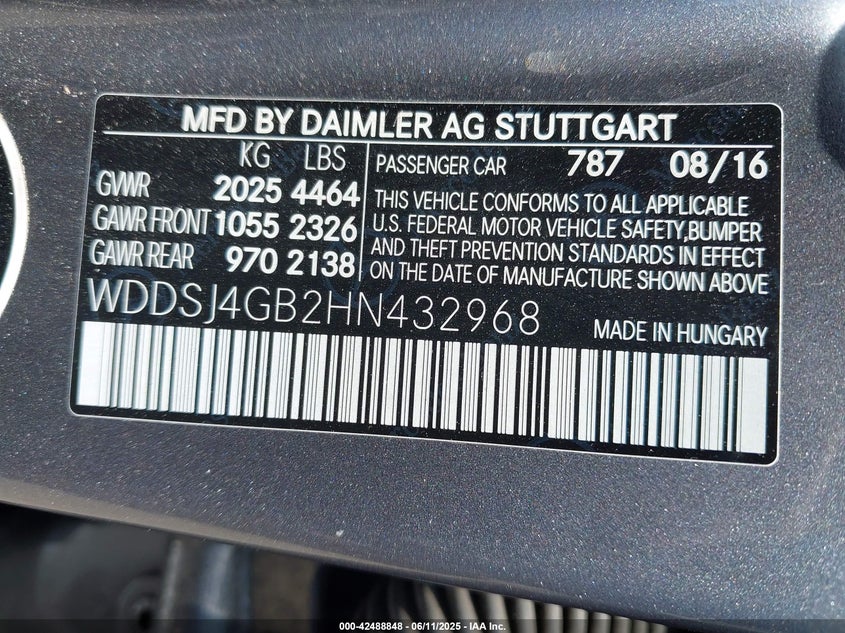 MFD BY DAIMLER AG STUTTGART
KG LBS
GVWR 2025 4464
GAWR FRONT 1055 2326
GAWR REAR 970 2138
PASSENGER CAR 787 08/16
THIS VEHICLE CONFORMS TO ALL APPLICABLE
U.S. FEDERAL MOTOR VEHICLE SAFETY,BUMPER
AND THEFT PREVENTION STANDARDS IN EFFECT
ON THE DATE OF MANUFACTURE SHOWN ABOVE
WDDSJ4GB2HN432968
MADE IN HUNGARY
000-42488848 - 06/11/2025 - IAA Inc.